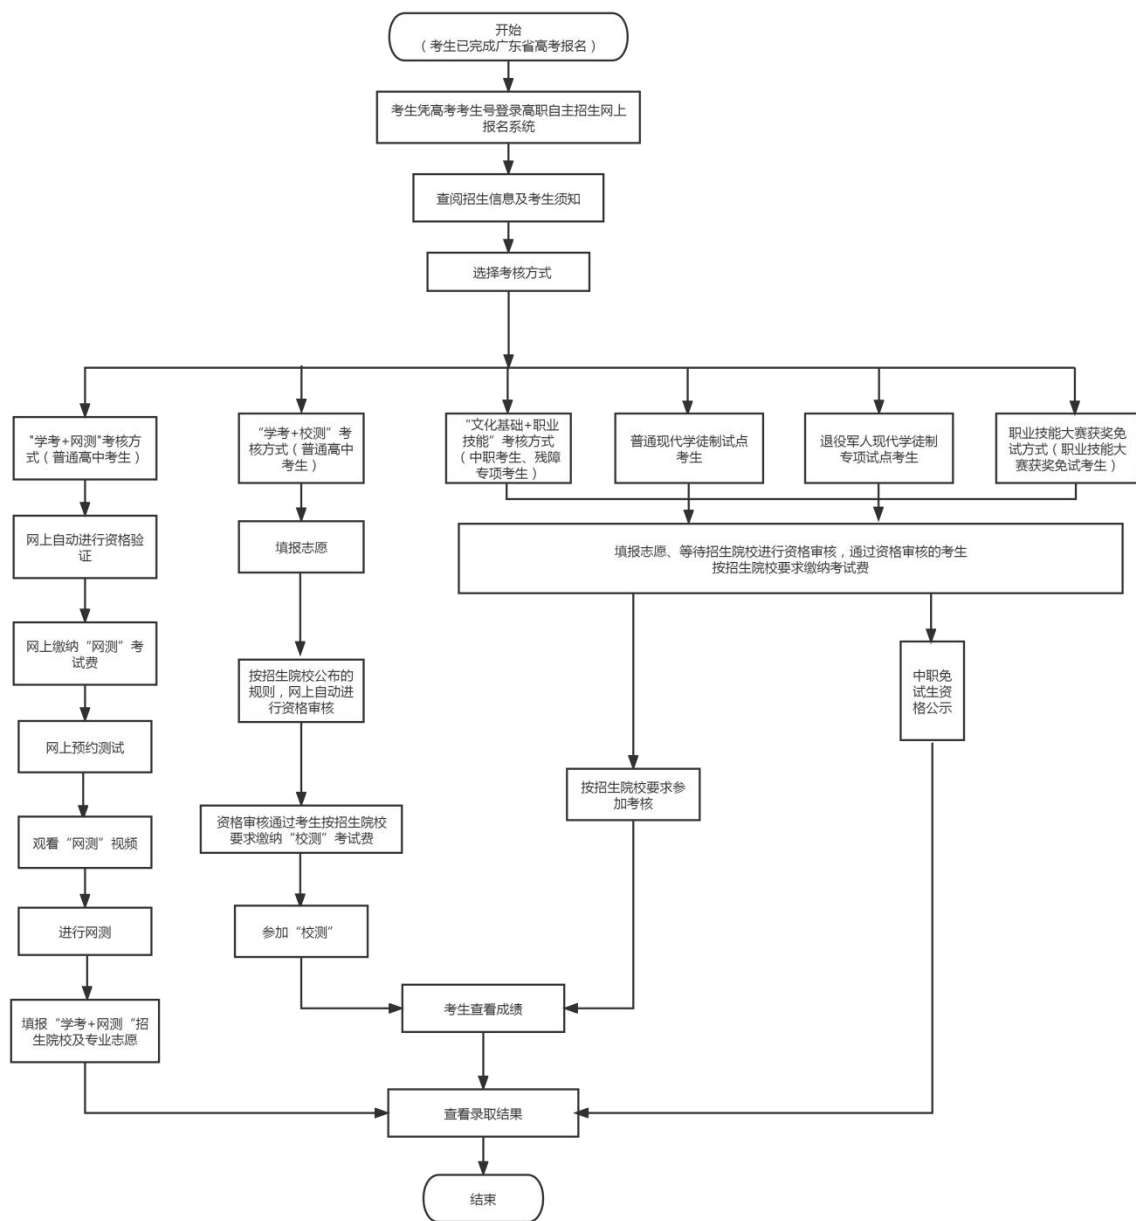 开始
（考生已完成广东省高考报名）
考生凭高考考生号登录高职自主招生网上
报名系统
查阅招生信息及考生须知
选择考核方式
"学考+网测"考核方
式（普通高中考生）
“学考+校测”考
核方式（普通高中
考生）
“文化基础+职业
技能”考核方式
（中职考生、残障
专项考生）
普通现代学徒制试点
考生
退役军人现代学徒制
专项试点考生
职业技能大赛获奖免
试方式（职业技能大
赛获奖免试考生）
网上自动进行资格验
证
填报志愿
填报志愿、等待招生院校进行资格审核，通过资格审核的考生
按招生院校要求缴纳考试费
网上缴纳“网测”考
试费
按招生院校公布的
规则，网上自动进
行资格审核
中职免
试生资
格公示
网上预约测试
按招生院校要求参
加考核
观看“网测”视频
资格审核通过考生按招生院校
要求缴纳“校测”考试费
进行网测
参加“校测”
填报“学考+网测“招
生院校及专业志愿
考生查看成绩
查看录取结果
结束